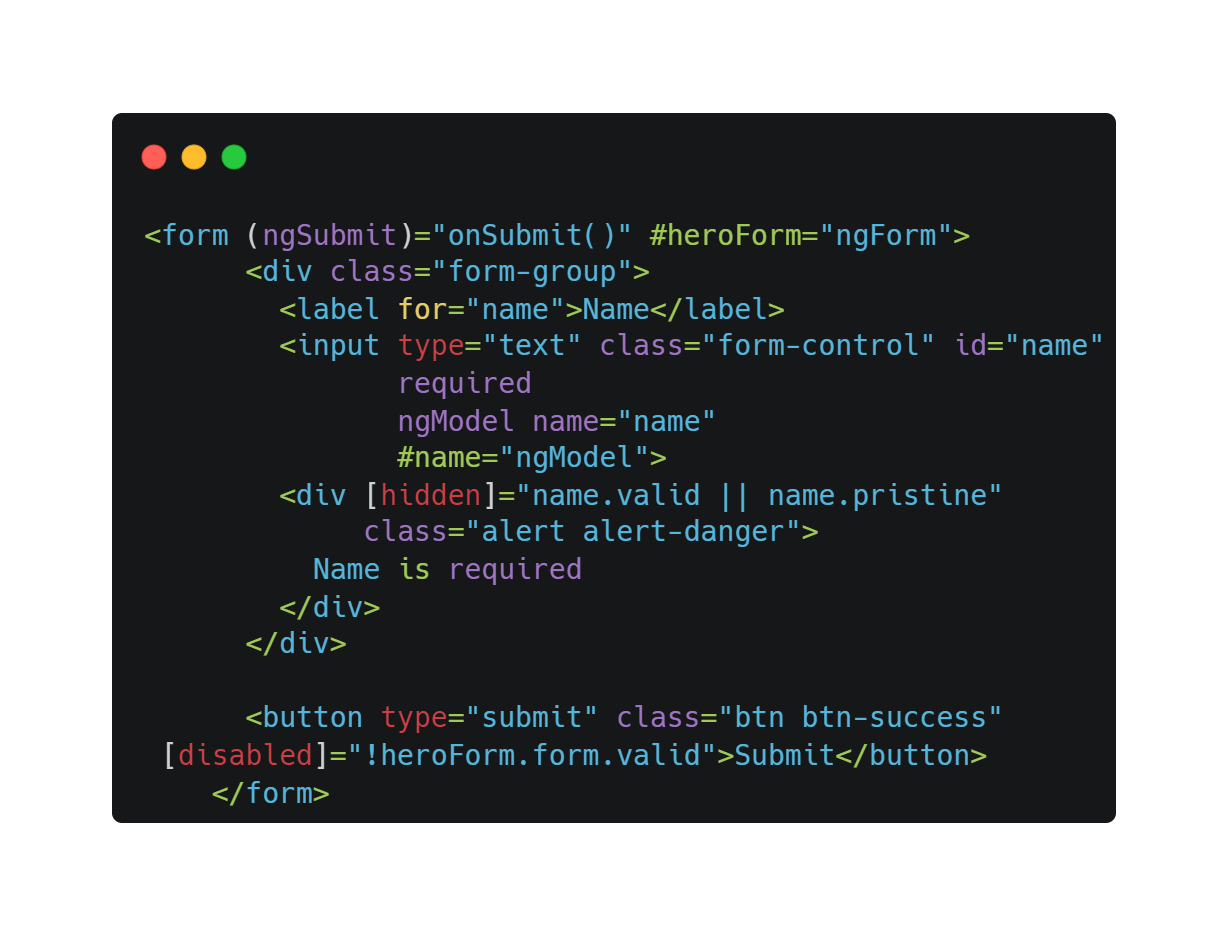 <form (ngSubmit)="onSubmit()" #heroForm="ngForm">
      <div class="form-group">
        <label for="name">Name</label>
        <input type="text" class="form-control" id="name"
               required
               ngModel name="name"
               #name="ngModel">
        <div [hidden]="name.valid || name.pristine"
             class="alert alert-danger">
          Name is required
        </div>
      </div>

      <button type="submit" class="btn btn-success"
 [disabled]="!heroForm.form.valid">Submit</button>
    </form>